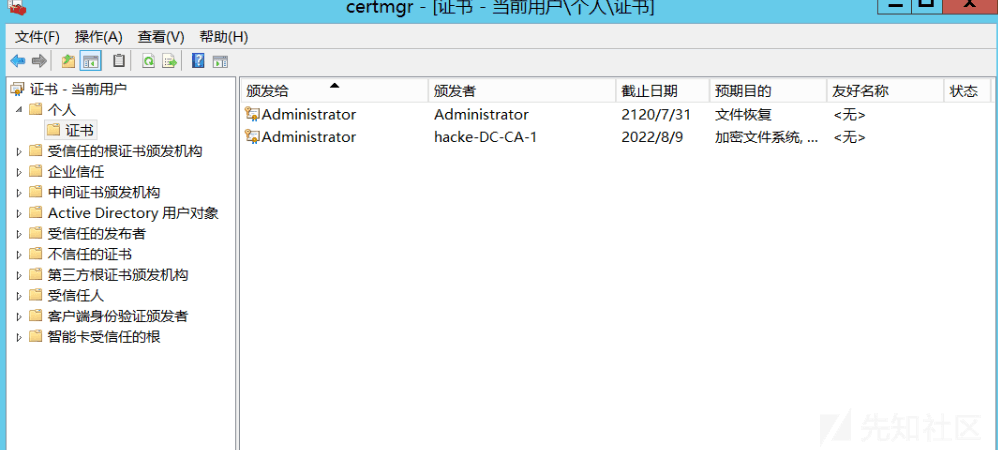 certmgr - [证书 - 当前用户\个人\证书]
文件(F) 操作(A) 查看(V) 帮助(H)
证书 - 当前用户
个人
证书
受信任的根证书颁发机构
企业信任
中间证书颁发机构
Active Directory 用户对象
受信任的发布者
不信任的证书
第三方根证书颁发机构
受信任人
客户端身份验证颁发者
智能卡受信任的根
颁发给 颁发者 截止日期 预期目的 友好名称 状态
Administrator Administrator 2120/7/31 文件恢复 <无>
Administrator hacke-DC-CA-1 2022/8/9 加密文件系统, ... <无>
先知社区